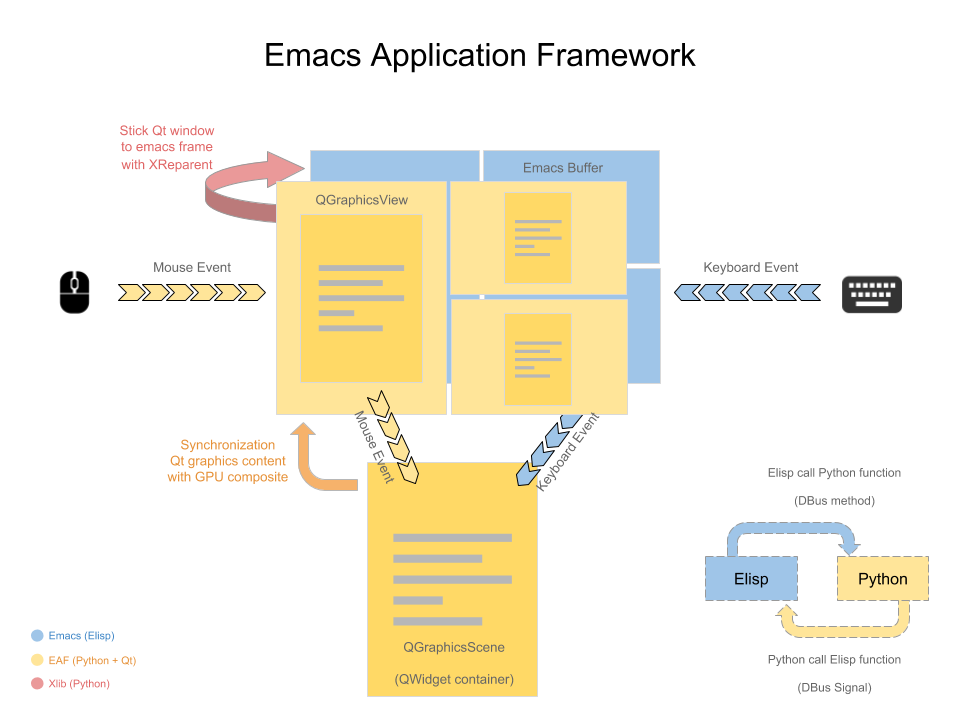 Emacs Application Framework
Stick Qt window
to emacs frame
with XReparent
Emacs Buffer
QGraphicsView
Mouse Event
Keyboard Event
Mouse Event
Keyboard Event
Synchronization
Qt graphics content
with GPU composite
Elisp call Python function
(DBus method)
Elisp
Python
Python call Elisp function
(DBus Signal)
QGraphicsScene
(QWidget container)
Emacs (Elisp)
EAF (Python + Qt)
Xlib (Python)